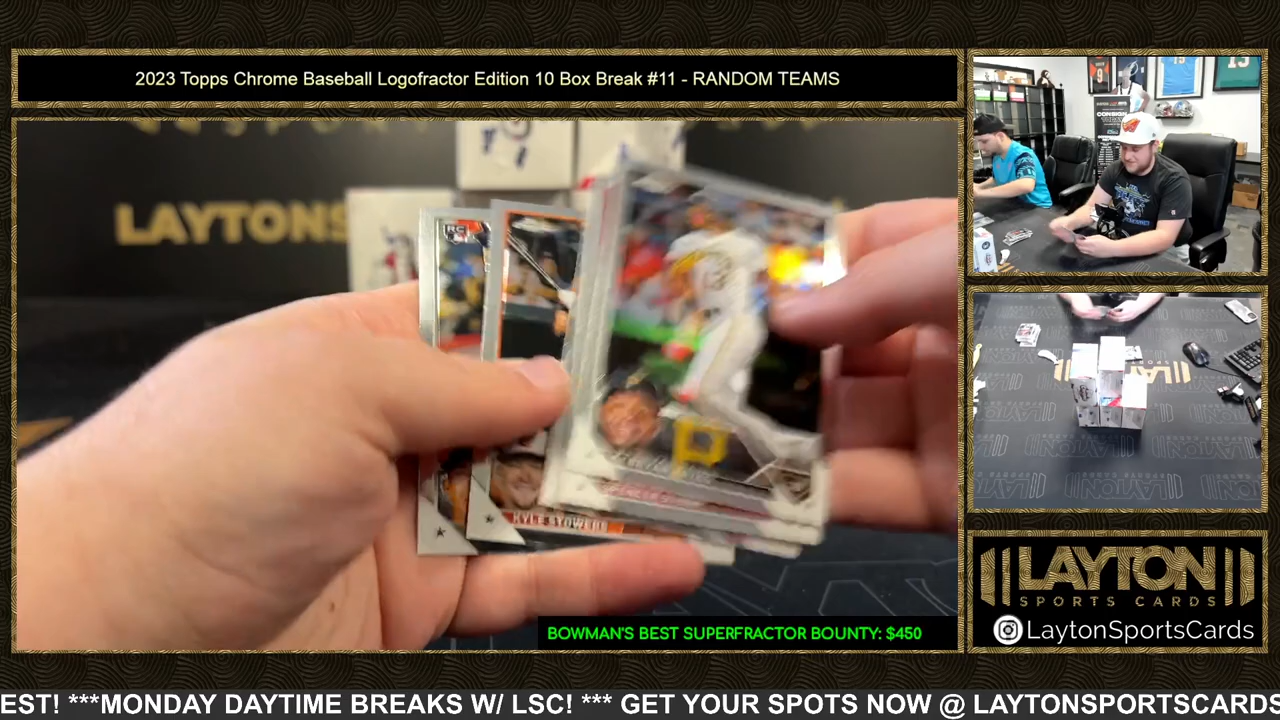 2023 Topps Chrome Baseball Logofractor Edition 10 Box Break #11 - RANDOM TEAMS
LAYTONS
RC
P
KYLE STOWERS
BOWMAN'S BEST SUPERFRACTOR BOUNTY: $450
LAYTON
SPORTS CARDS
LaytonSportsCards
EST! ***MONDAY DAYTIME BREAKS W/ LSC! *** GET YOUR SPOTS NOW @ LAYTONSPORTSCARDS